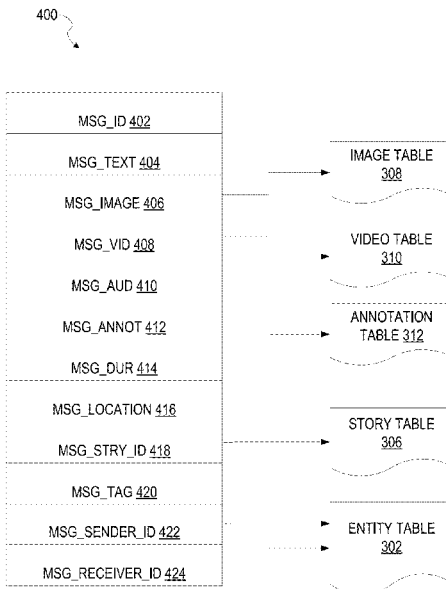 400
MSG_ID 402
MSG_TEXT 404
MSG_IMAGE 406
MSG_VID 408
MSG_AUD 410
MSG_ANNOT 412
MSG_DUR 414
MSG_LOCATION 416
MSG_STRY_ID 418
MSG_TAG 420
MSG_SENDER_ID 422
MSG_RECEIVER_ID 424
IMAGE TABLE
308
VIDEO TABLE
310
ANNOTATION
TABLE 312
STORY TABLE
306
ENTITY TABLE
302